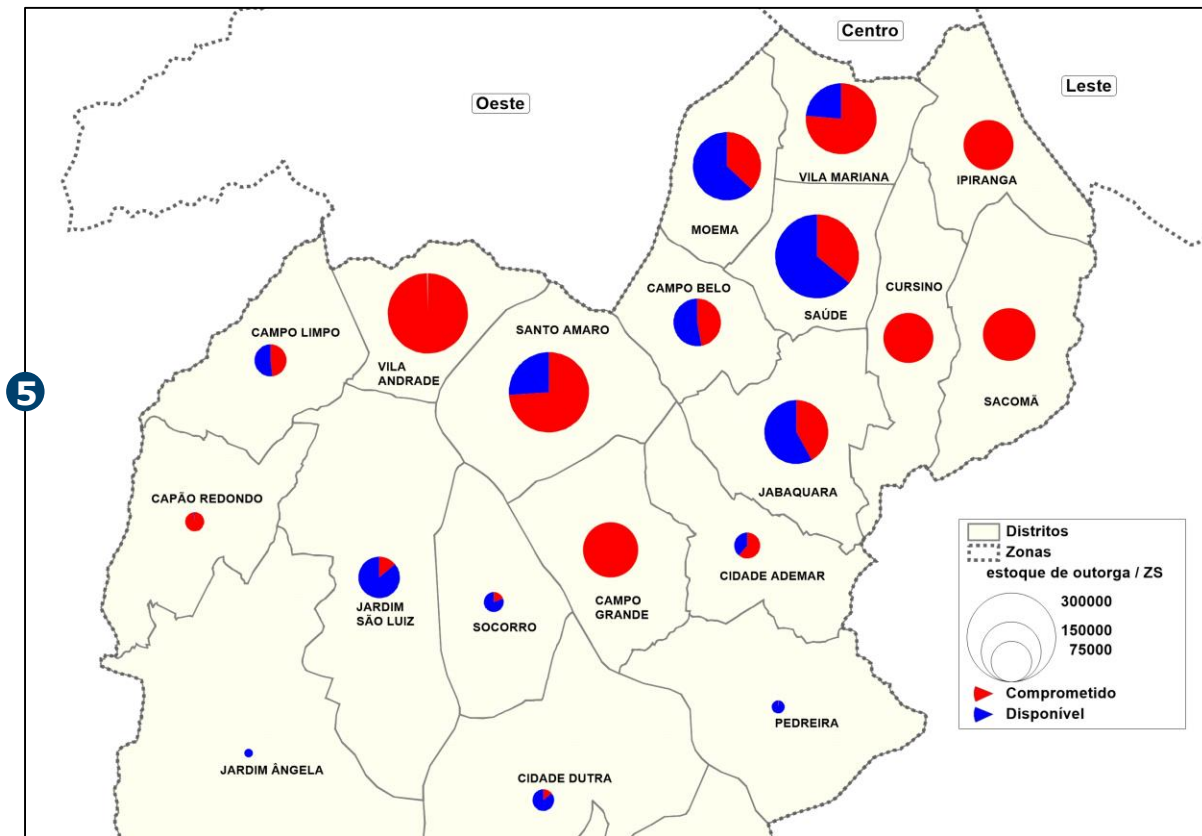 Centro
Oeste
Leste
VILA MARIANA
IPIRANGA
MOEMA
CAMPO BELO
CURSINO
SAÚDE
CAMPO LIMPO
SANTO AMARO
VILA
ANDRADE
5
SACOMÃ
CAPÃO REDONDO
JABAQUARA
CIDADE ADEMAR
JARDIM
SÃO LUIZ
SOCORRO
CAMPO
GRANDE
PEDREIRA
JARDIM ÂNGELA
CIDADE DUTRA
Distritos
Zonas
estoque de outorga / ZS
300000
150000
75000
Comprometido
Disponível